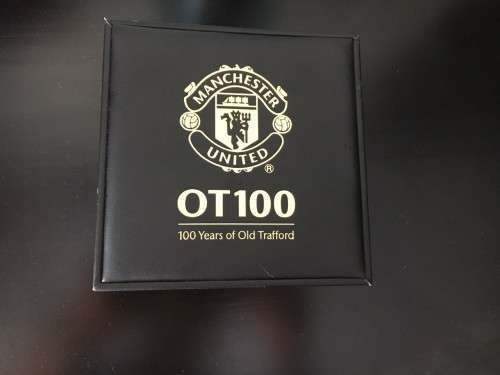 MANCHESTER
UNITED
®
OT100
100 Years of Old Trafford